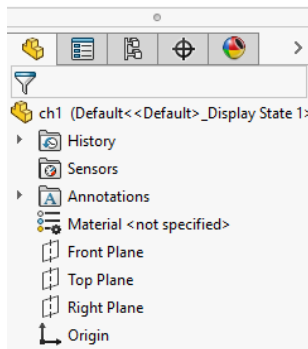 ch1 (Default<<Default>_Display State 1>
History
Sensors
A Annotations
Material <not specified>
Front Plane
Top Plane
Right Plane
Origin